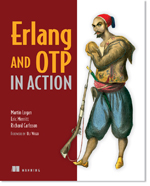 Erlang
AND OTP
IN ACTION
Martin Logan
Eric Merritt
Richard Carlsson
MANNING